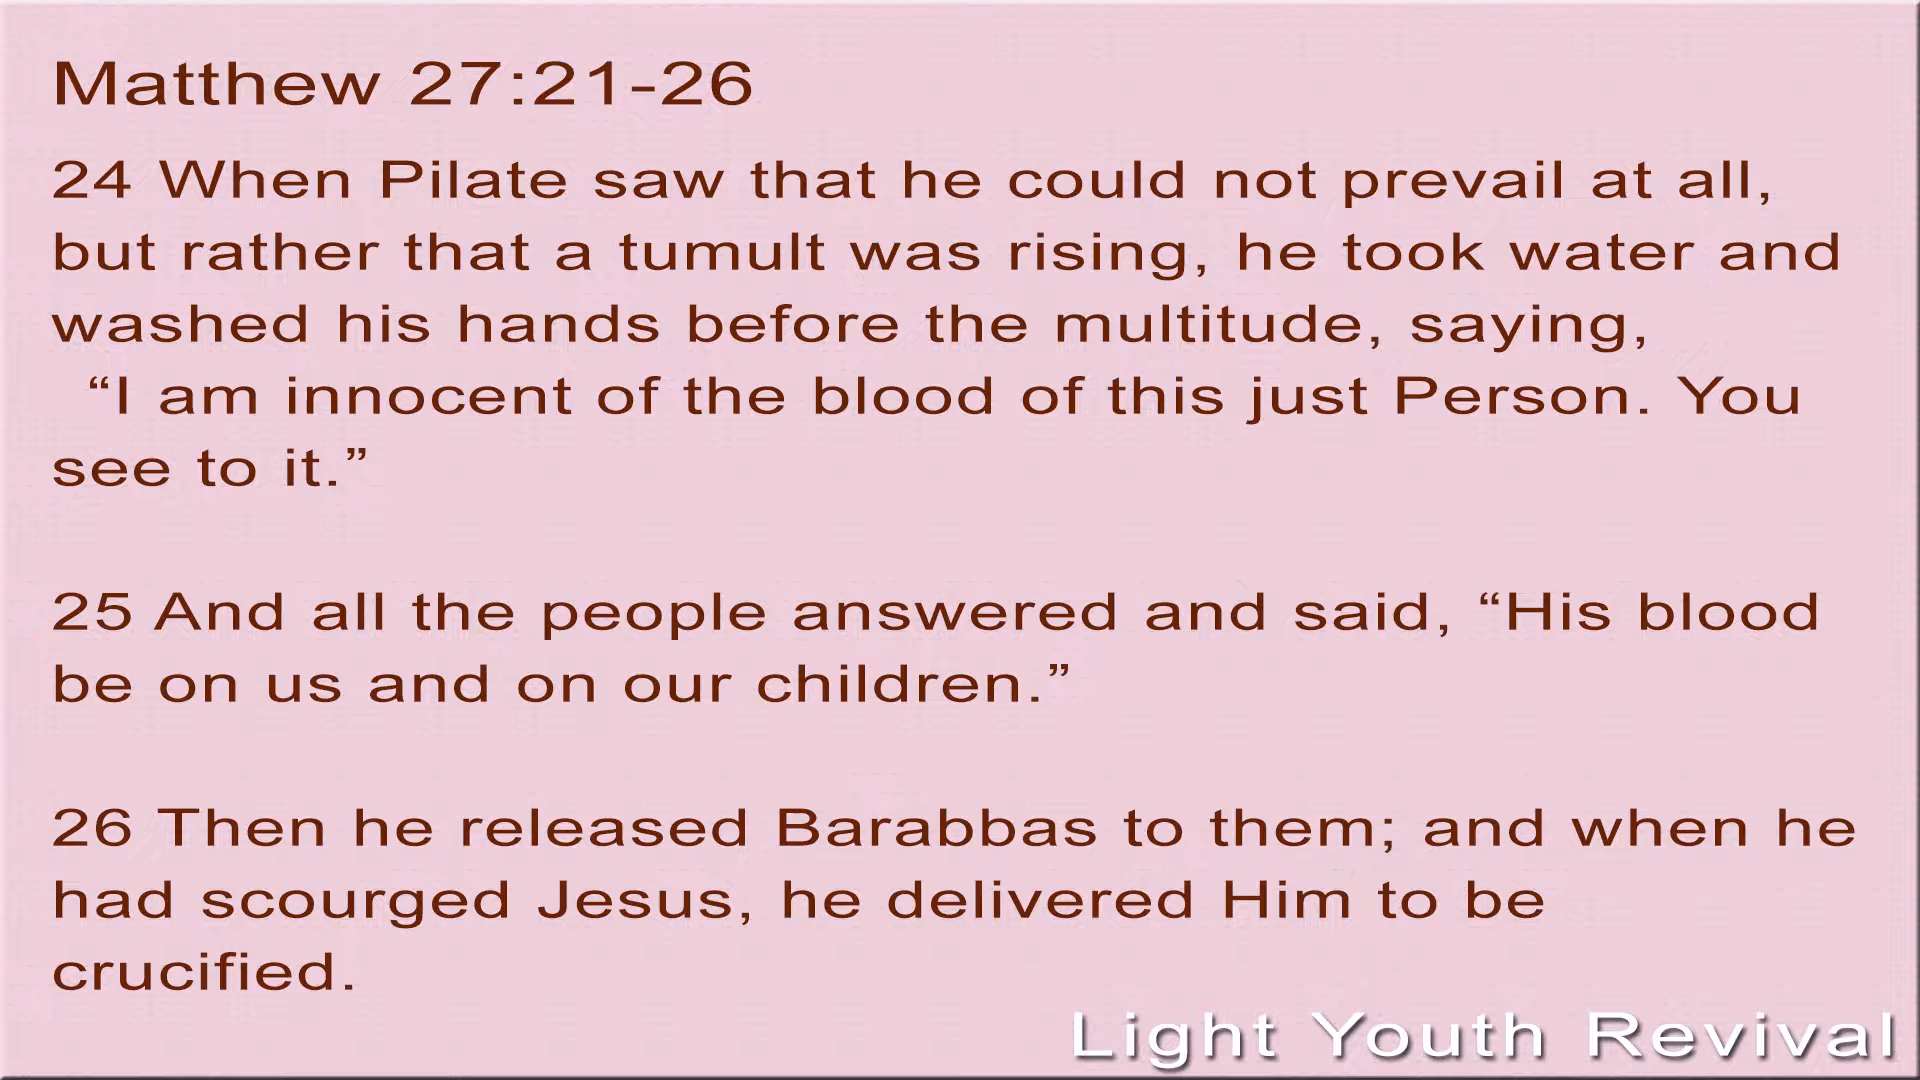 Matthew 27:21-26
24 When Pilate saw that he could not prevail at all,
but rather that a tumult was rising, he took water and
washed his hands before the multitude, saying,
“I am innocent of the blood of this just Person. You
see to it.”
25 And all the people answered and said, “His blood
be on us and on our children.”
26 Then he released Barabbas to them; and when he
had scourged Jesus, he delivered Him to be
crucified.
Light Youth Revival